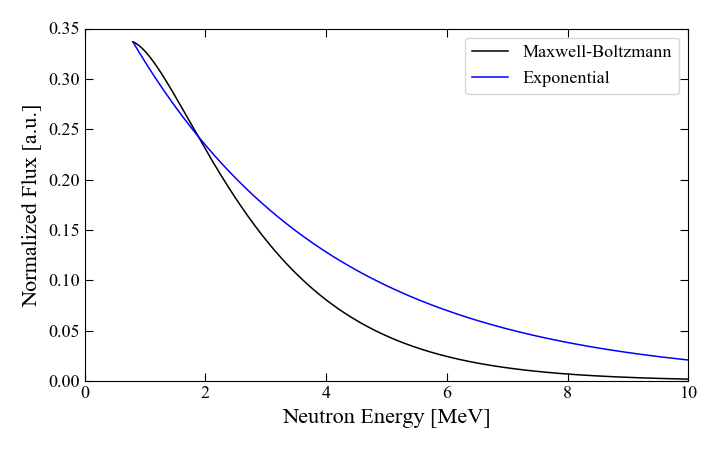 Normalized Flux [a.u.]
0.35
0.30
0.25
0.20
0.15
0.10
0.05
0.00
Maxwell-Boltzmann
Exponential
0 2 4 6 8 10
Neutron Energy [MeV]